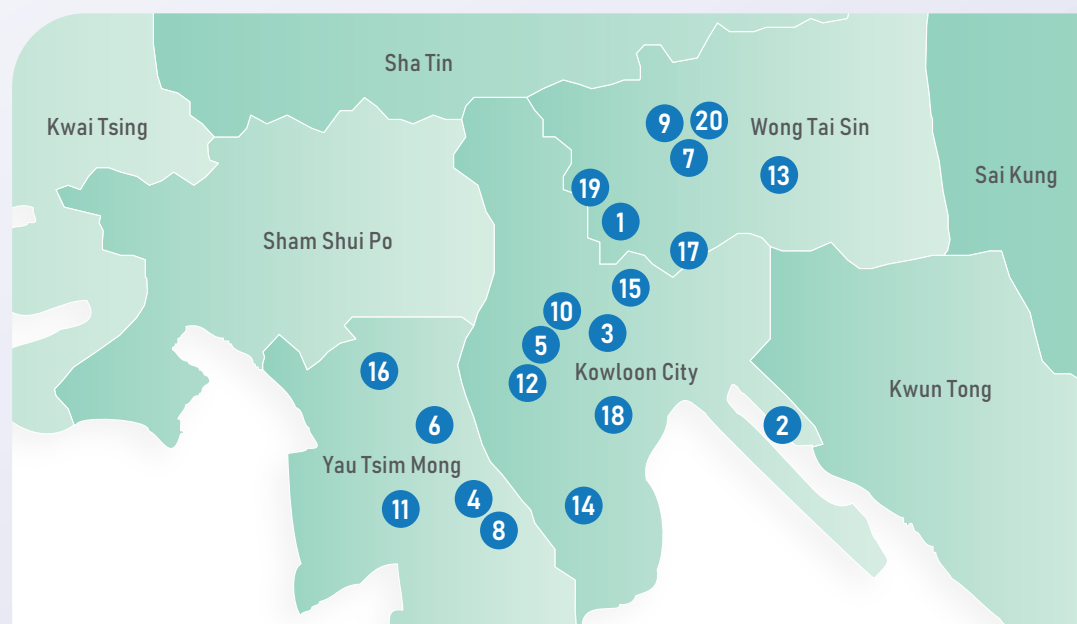 Sha Tin
Kwai Tsing
9
20
Wong Tai Sin
7
13
Sai Kung
19
1
Sham Shui Po
17
15
10
3
5
16
12
Kowloon City
Kwun Tong
18
6
2
Yau Tsim Mong
4
11
14
8